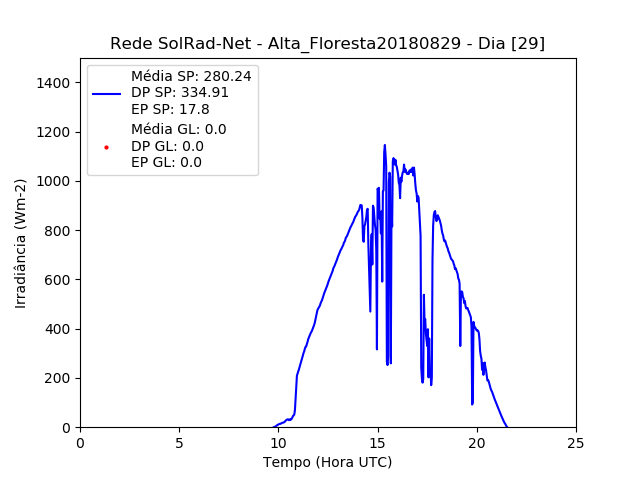 Rede SolRad-Net - Alta_Floresta20180829 - Dia [29]
Média SP: 280.24
DP SP: 334.91
EP SP: 17.8
Média GL: 0.0
DP GL: 0.0
EP GL: 0.0
1400
1200
1000
800
600
400
200
0
Irradiância (Wm-2)
0 5 10 15 20 25
Tempo (Hora UTC)